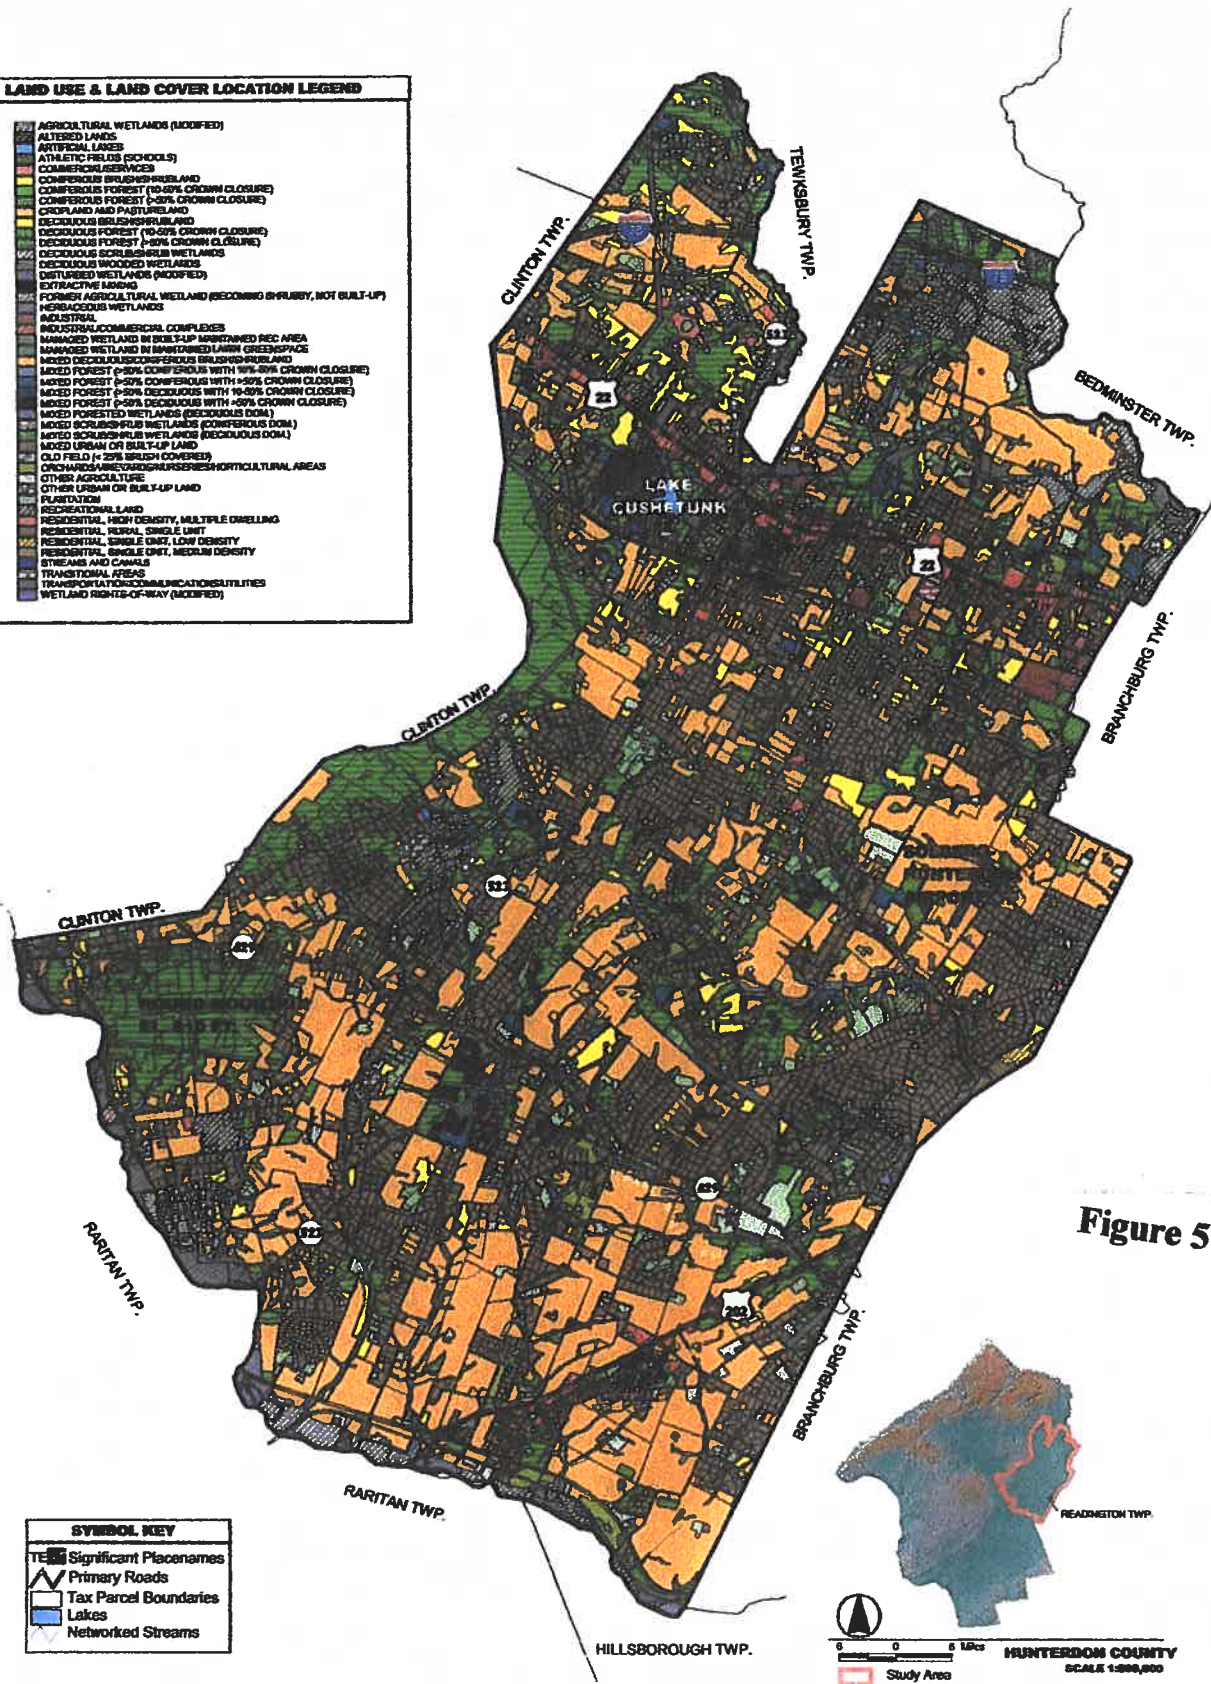 LAND USE & LAND COVER LOCATION LEGEND
AGRICULTURAL WETLANDS (MODIFIED)
ALTERED LANDS
ARTIFICIAL LAKES
ATHLETIC FIELDS (SCHOOLS)
COMMERCIAL/SERVICES
CONIFEROUS BRUSH/SHRUBLAND
CONIFEROUS FOREST (10-50% CROWN CLOSURE)
CONIFEROUS FOREST (>50% CROWN CLOSURE)
CROPLAND AND PASTURELAND
DECIDUOUS BRUSH/SHRUBLAND
DECIDUOUS FOREST (10-50% CROWN CLOSURE)
DECIDUOUS FOREST (>50% CROWN CLOSURE)
DECIDUOUS SCRUB/SHRUB WETLANDS
DECIDUOUS WOODED WETLANDS
DISTURBED WETLANDS (MODIFIED)
EXTRACTIVE MINING
FORMER AGRICULTURAL WETLAND (BECOMING SHRUBBY, NOT BUILT-UP)
HERBACEOUS WETLANDS
INDUSTRIAL
INDUSTRIAL/COMMERCIAL COMPLEXES
MANAGED WETLAND IN BUILT-UP MAINTAINED REC AREA
MANAGED WETLAND IN MAINTAINED LAWN GREENSPACE
MIXED DECIDUOUS/CONIFEROUS BRUSH/SHRUBLAND
MIXED FOREST (>50% CONIFEROUS WITH 10%-50% CROWN CLOSURE)
MIXED FOREST (>50% CONIFEROUS WITH >50% CROWN CLOSURE)
MIXED FOREST (>50% DECIDUOUS WITH 10-50% CROWN CLOSURE)
MIXED FOREST (>50% DECIDUOUS WITH >50% CROWN CLOSURE)
MIXED FORESTED WETLANDS (DECIDUOUS DOM.)
MIXED SCRUB/SHRUB WETLANDS (CONIFEROUS DOM.)
MIXED SCRUB/SHRUB WETLANDS (DECIDUOUS DOM.)
MIXED URBAN OR BUILT-UP LAND
OLD FIELD (< 25% BRUSH COVERED)
ORCHARDS/VINEYARDS/NURSERIES/HORTICULTURAL AREAS
OTHER AGRICULTURE
OTHER URBAN OR BUILT-UP LAND
PLANTATION
RECREATIONAL LAND
RESIDENTIAL, HIGH DENSITY, MULTIPLE DWELLING
RESIDENTIAL, RURAL, SINGLE UNIT
RESIDENTIAL, SINGLE UNIT, LOW DENSITY
RESIDENTIAL, SINGLE UNIT, MEDIUM DENSITY
STREAMS AND CANALS
TRANSITIONAL AREAS
TRANSPORTATION/COMMUNICATIONS/UTILITIES
WETLAND RIGHTS-OF-WAY (MODIFIED)
TEWKSBURY TWP.
CLINTON TWP.
523
22
BEDMINSTER TWP.
LAKE
CUSHETUNK
22
BRANCHBURG TWP.
CLINTON TWP.
523
CLINTON TWP.
629
629
523
RARITAN TWP.
202
BRANCHBURG TWP.
Figure 5
RARITAN TWP.
HILLSBOROUGH TWP.
SYMBOL KEY
Significant Placenames
Primary Roads
Tax Parcel Boundaries
Lakes
Networked Streams
READINGTON TWP.
6 0 6 Miles
HUNTERDON COUNTY
Study Area